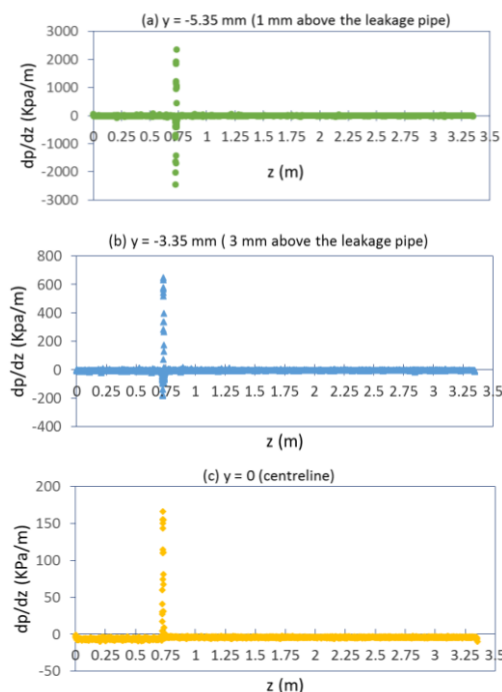 (a) y = -5.35 mm (1 mm above the leakage pipe)
3000
2000
1000
0
-1000
-2000
-3000
dp/dz (Kpa/m)
0 0.25 0.5 0.75 1 1.25 1.5 1.75 2 2.25 2.5 2.75 3 3.25 3.5
z (m)
(b) y = -3.35 mm ( 3 mm above the leakage pipe)
800
600
400
200
0
-200
-400
dp/dz (Kpa/m)
0 0.25 0.5 0.75 1 1.25 1.5 1.75 2 2.25 2.5 2.75 3 3.25 3.5
z (m)
(c) y = 0 (centreline)
200
150
100
50
0
-50
dp/dz (KPa/m)
0 0.25 0.5 0.75 1 1.25 1.5 1.75 2 2.25 2.5 2.75 3 3.25 3.5
z (m)